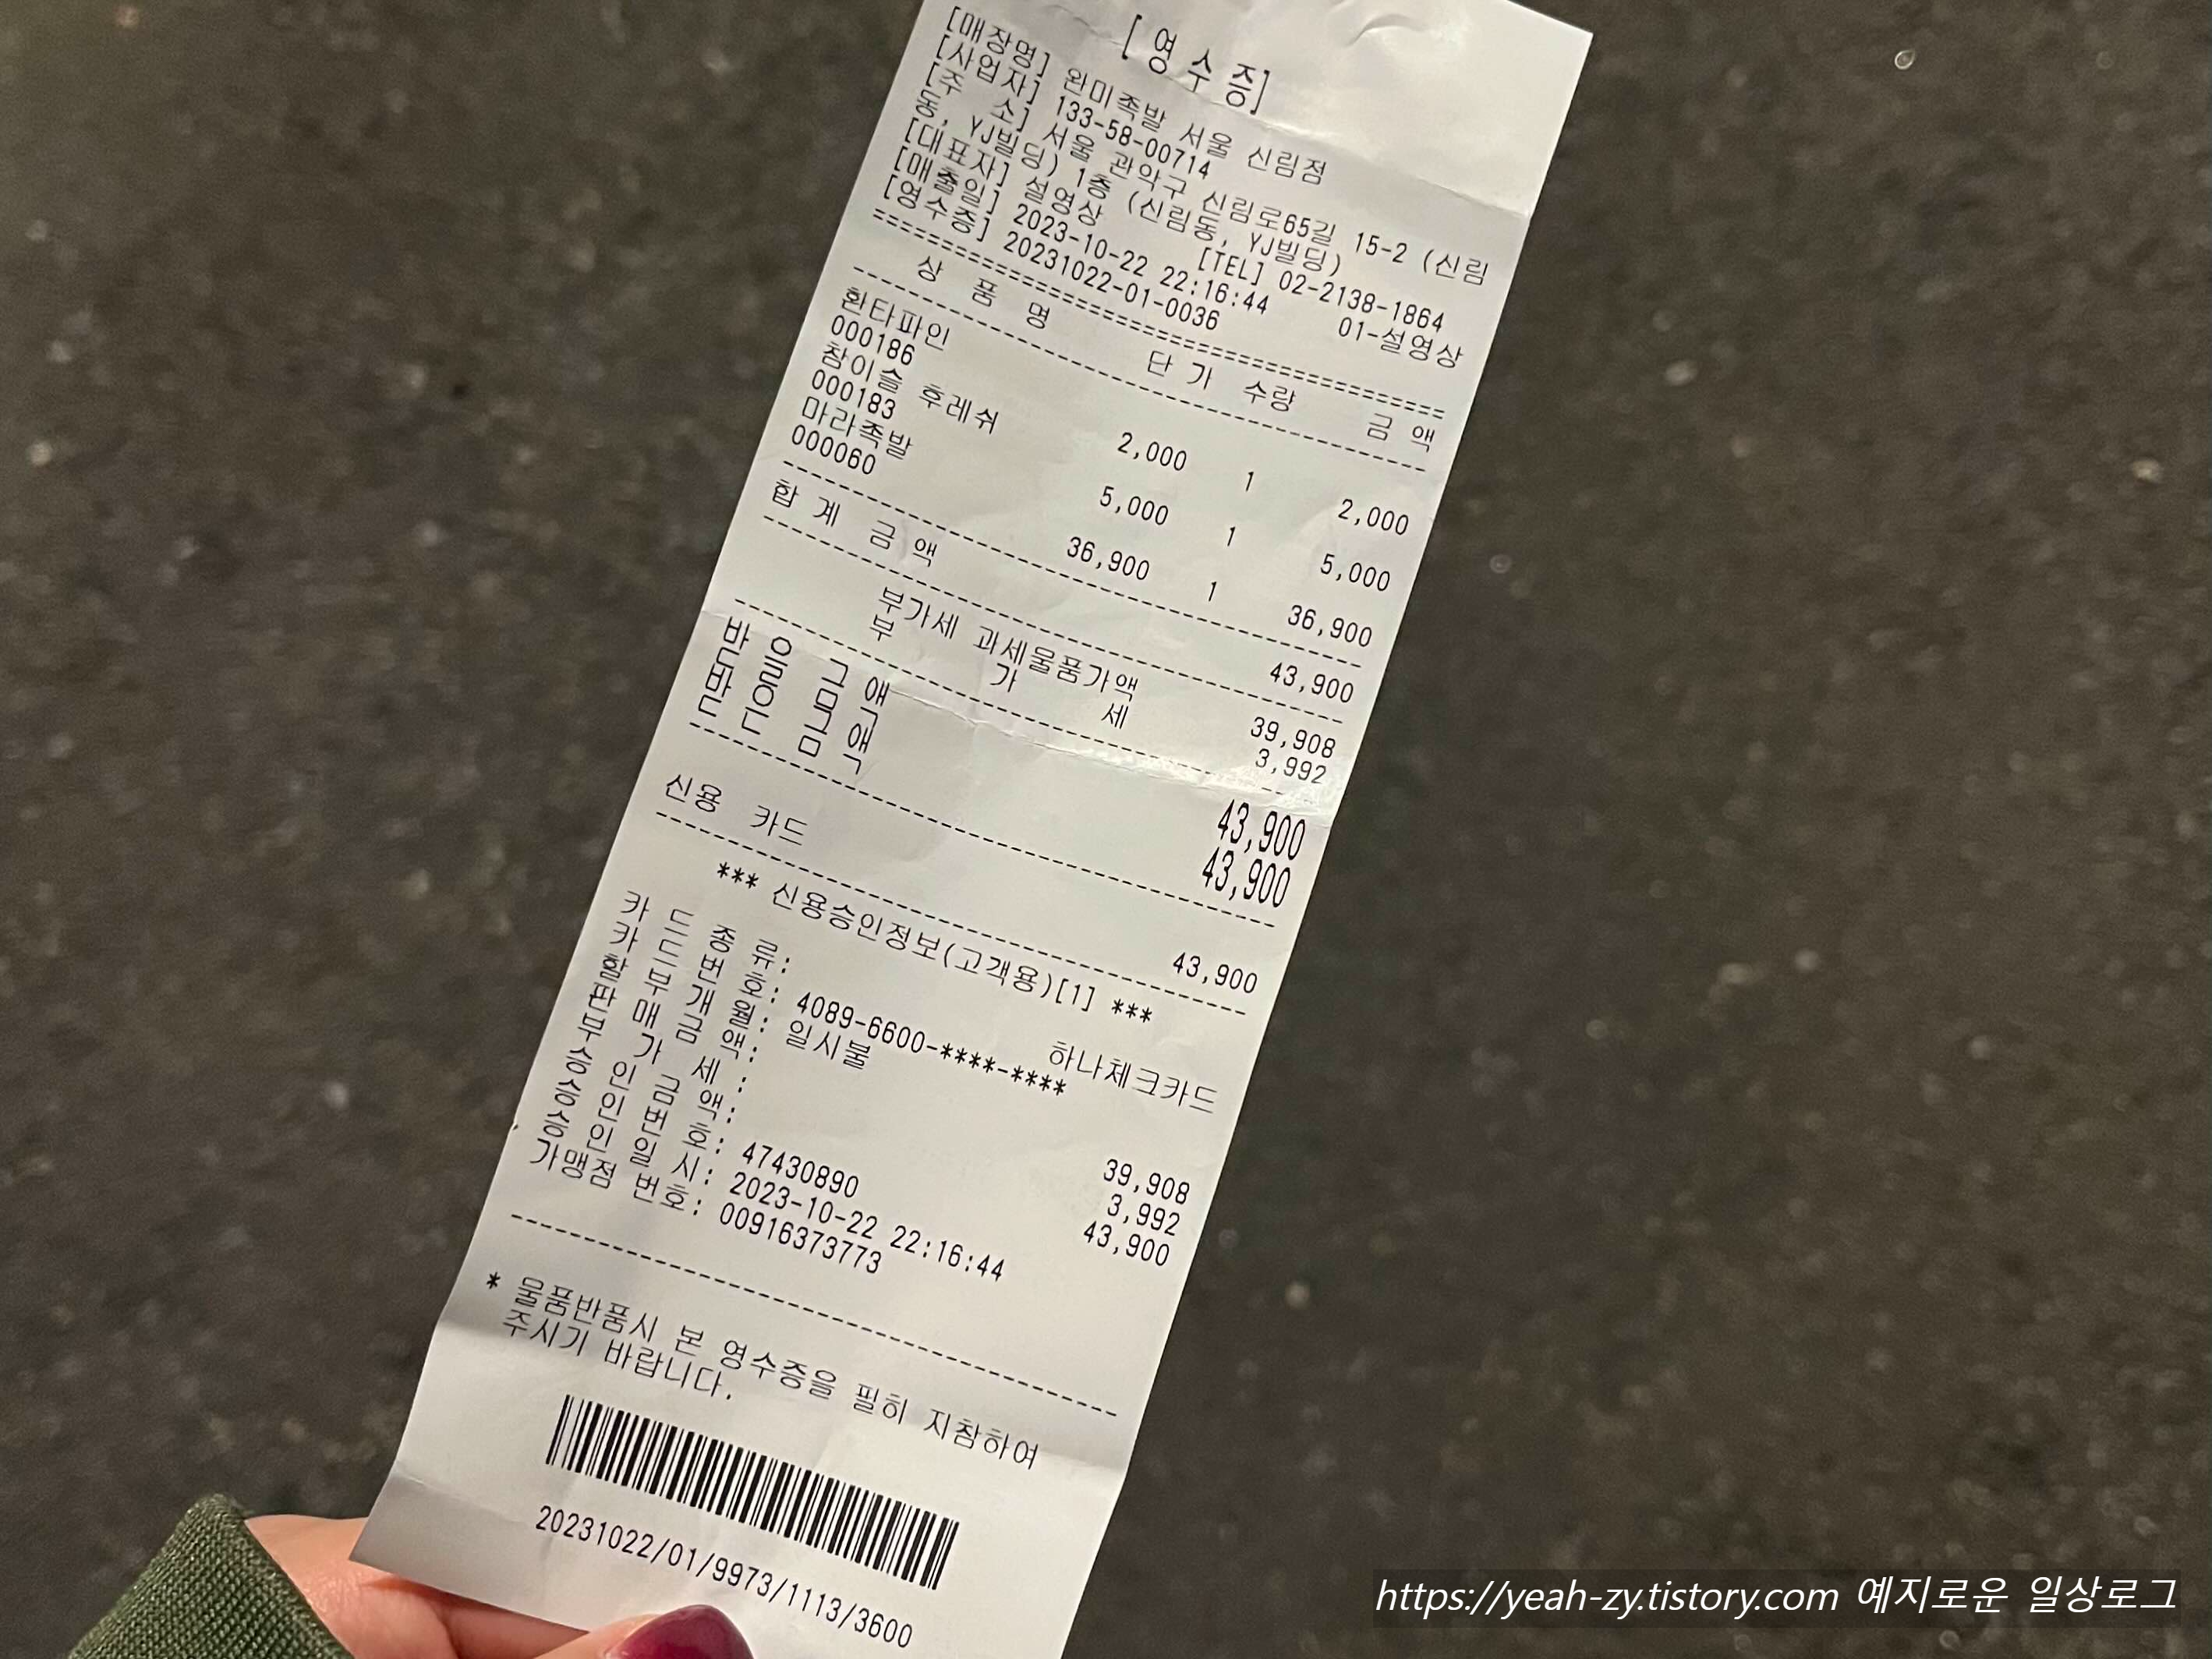 [영 수 증]
[매장명] 완미족발 서울 신림점
[사업자] 133-58-00714
[주 소] 서울 관악구 신림로65길 15-2 (신림
동, YJ빌딩) 1층 (신림동, YJ빌딩)
[대표자] 설영상 [TEL] 02-2138-1864
[매출일] 2023-10-22 22:16:44 01-설영상
[영수증] 20231022-01-0036
상 품 명 단 가 수량 금 액
환타파인
000186 2,000 1 2,000
참이슬 후레쉬
000183 5,000 1 5,000
마라족발
000060 36,900 1 36,900
합 계 금 액 43,900
부가세 과세물품가액 39,908
부 가 세 3,992
받 을 금 액 43,900
받 은 금 액 43,900
신용 카드 43,900
*** 신용승인정보(고객용)[1] ***
카 드 종 류: 하나체크카드
카 드 번 호: 4089-6600-****-****
할 부 개 월: 일시불
판 매 금 액: 39,908
부 가 세 : 3,992
승 인 금 액: 43,900
승 인 번 호: 47430890
승 인 일 시: 2023-10-22 22:16:44
가맹점 번호: 00916373773
* 물품반품시 본 영수증을 필히 지참하여
주시기 바랍니다.
20231022/01/9973/1113/3600
https://yeah-zy.tistory.com 예지로운 일상로그